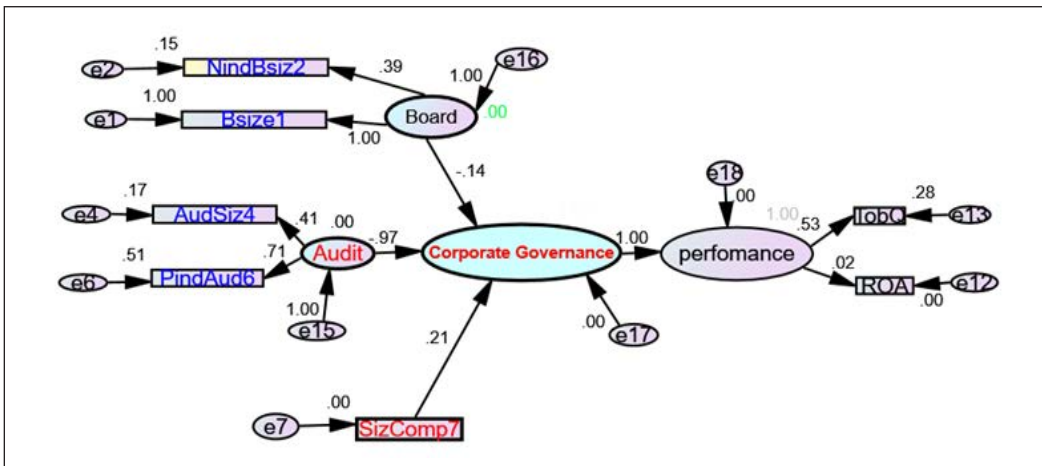 .15
e2
NindBsiz2
.39
1.00
e16
1.00
e1
Bsize1
1.00
Board
.00
-.14
e18
.00
.17
e4
AudSiz4
.41
.00
-.97
Audit
.71
.51
e6
PindAud6
1.00
e15
Corporate Governance
1.00
perfomance
1.00
.53
TobQ
.28
e13
.02
ROA
.00
e12
.00
e17
.21
.00
e7
SizComp7